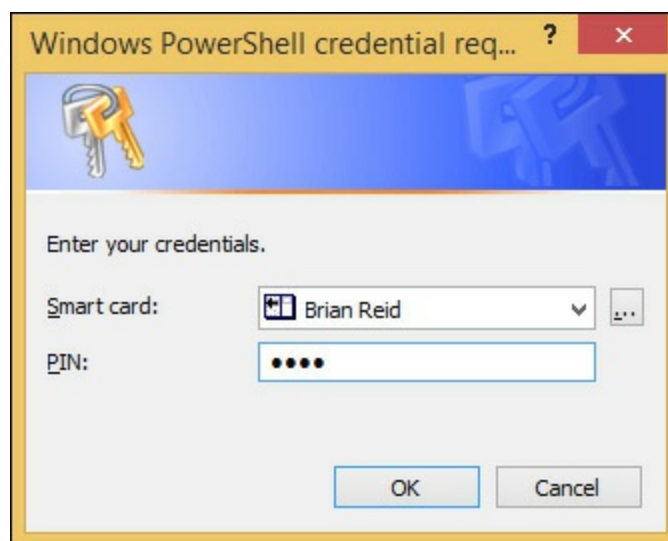 Windows PowerShell credential req... ? ×
Enter your credentials.
Smart card: Brian Reid ...
PIN: ••••
OK Cancel